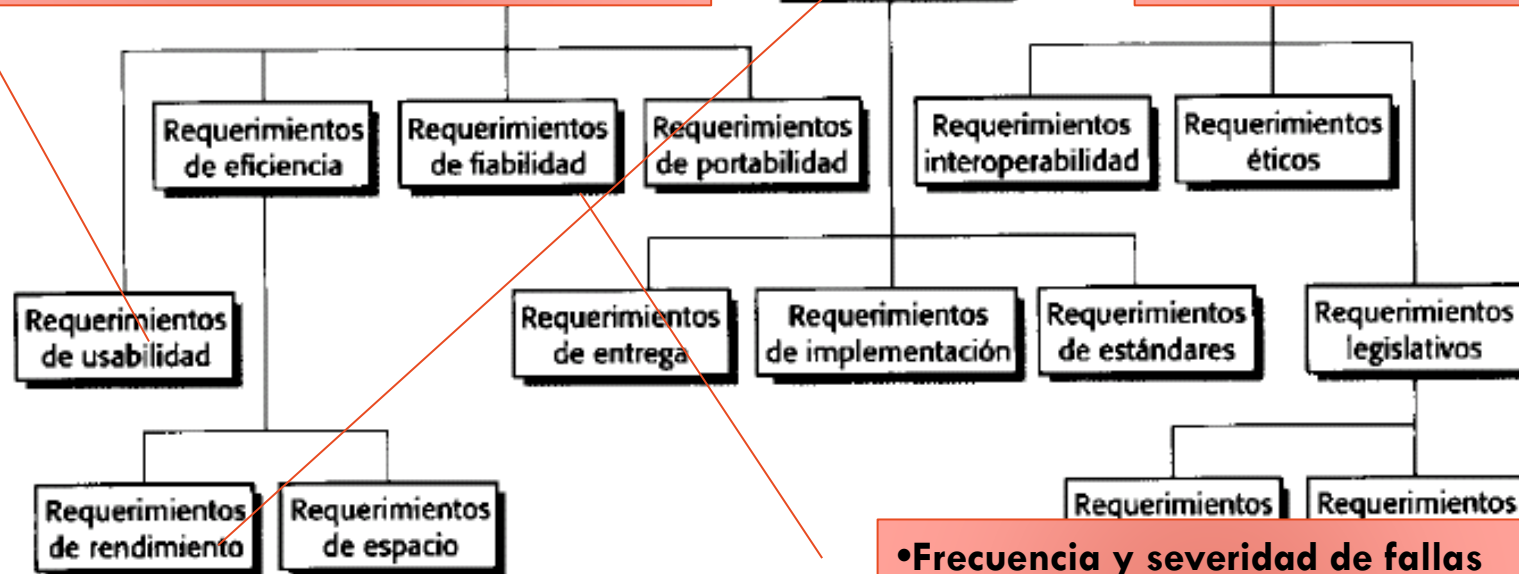 Requerimientos
de eficiencia
Requerimientos
de fiabilidad
Requerimientos
de portabilidad
Requerimientos
interoperabilidad
Requerimientos
éticos
Requerimientos
de usabilidad
Requerimientos
de entrega
Requerimientos
de implementación
Requerimientos
de estándares
Requerimientos
legislativos
Requerimientos
de rendimiento
Requerimientos
de espacio
Requerimientos
Requerimientos
•Frecuencia y severidad de fallas